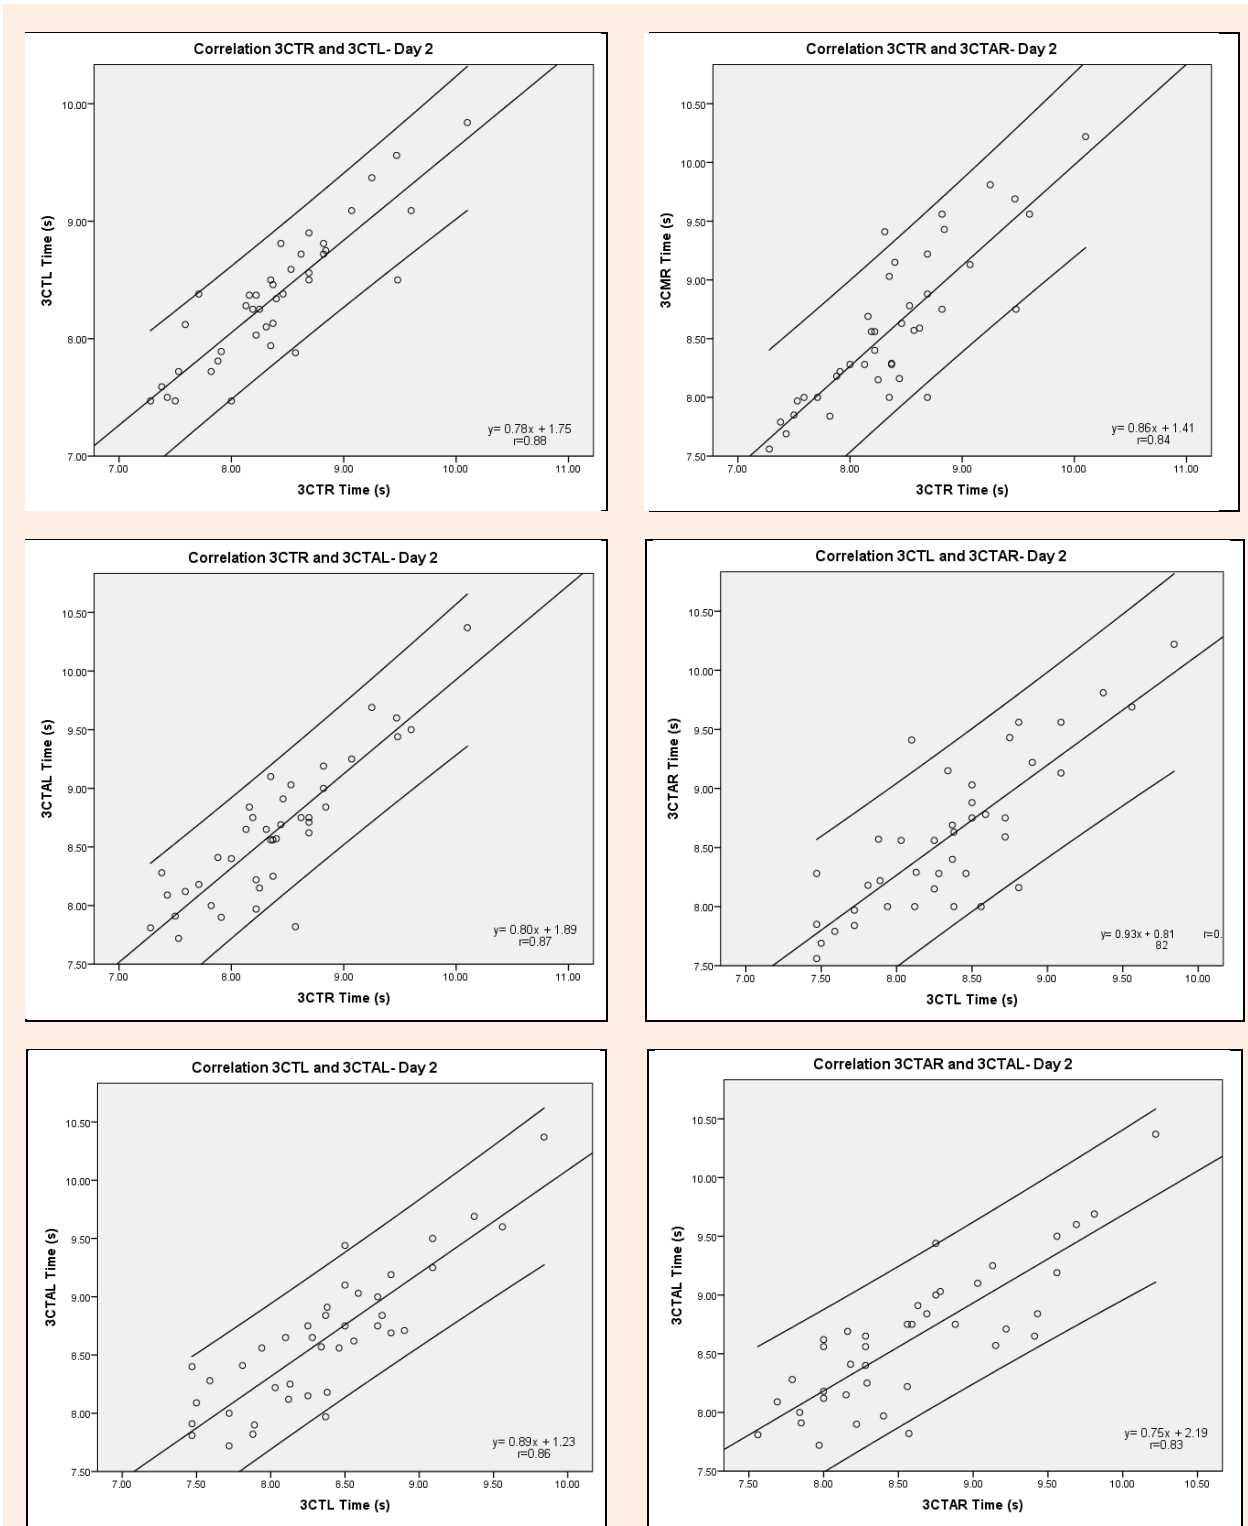 Correlation 3CTR and 3CTL- Day 2
3CTL Time (s)
10.00
9.00
8.00
7.00
y= 0.78x + 1.75
r=0.88
7.00 8.00 9.00 10.00 11.00
3CTR Time (s)
Correlation 3CTR and 3CTAR- Day 2
3CMR Time (s)
10.50
10.00
9.50
9.00
8.50
8.00
7.50
y= 0.86x + 1.41
r=0.84
7.00 8.00 9.00 10.00 11.00
3CTR Time (s)
Correlation 3CTR and 3CTAL- Day 2
3CTAL Time (s)
10.50
10.00
9.50
9.00
8.50
8.00
7.50
y= 0.80x + 1.89
r=0.87
7.00 8.00 9.00 10.00 11.00
3CTR Time (s)
Correlation 3CTL and 3CTAR- Day 2
3CTAR Time (s)
10.50
10.00
9.50
9.00
8.50
8.00
7.50
y= 0.93x + 0.81 r=0.
82
7.00 7.50 8.00 8.50 9.00 9.50 10.00
3CTL Time (s)
Correlation 3CTL and 3CTAL- Day 2
3CTAL Time (s)
10.50
10.00
9.50
9.00
8.50
8.00
7.50
y= 0.89x + 1.23
r=0.86
7.00 7.50 8.00 8.50 9.00 9.50 10.00
3CTL Time (s)
Correlation 3CTAR and 3CTAL- Day 2
3CTAL Time (s)
10.50
10.00
9.50
9.00
8.50
8.00
7.50
y= 0.75x + 2.19
r=0.83
7.50 8.00 8.50 9.00 9.50 10.00 10.50
3CTAR Time (s)